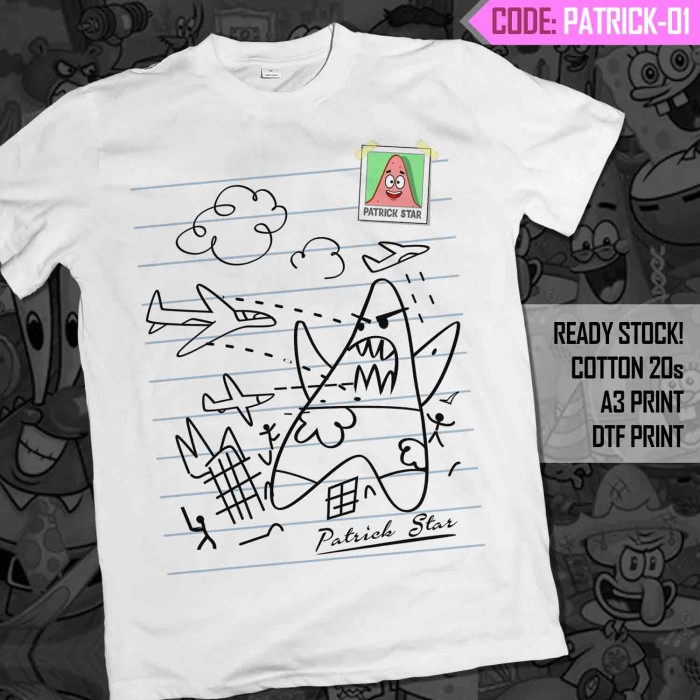 CODE: PATRICK-01
PATRICK STAR
READY STOCK!
COTTON 20s
A3 PRINT
DTF PRINT
Patrick Star